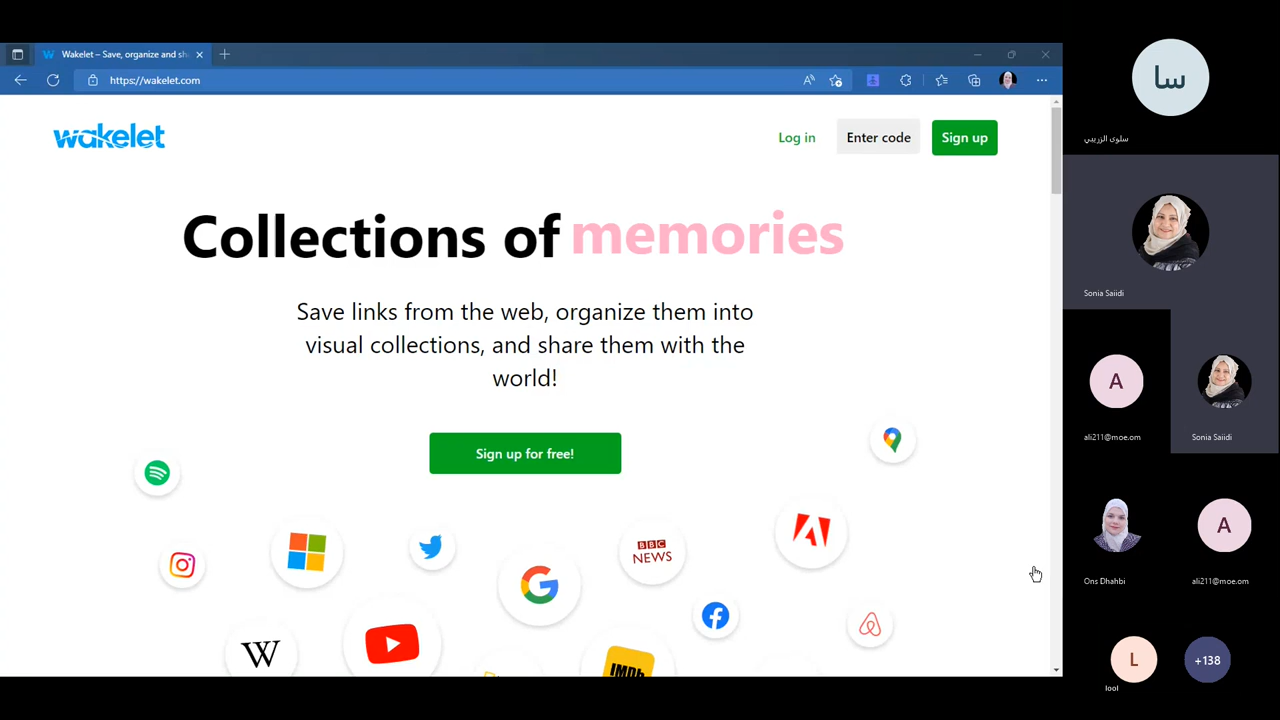 Wakelet – Save, organize and sh
https://wakelet.com
wakelet
Log in
Enter code
Sign up
Collections of memories
Save links from the web, organize them into
visual collections, and share them with the
world!
Sign up for free!
BBC
NEWS
W
IMDb
سا
سلوى الزريبي
Sonia Saiidi
A
ali211@moe.om
Sonia Saiidi
Ons Dhahbi
A
ali211@moe.om
L
lool
+138